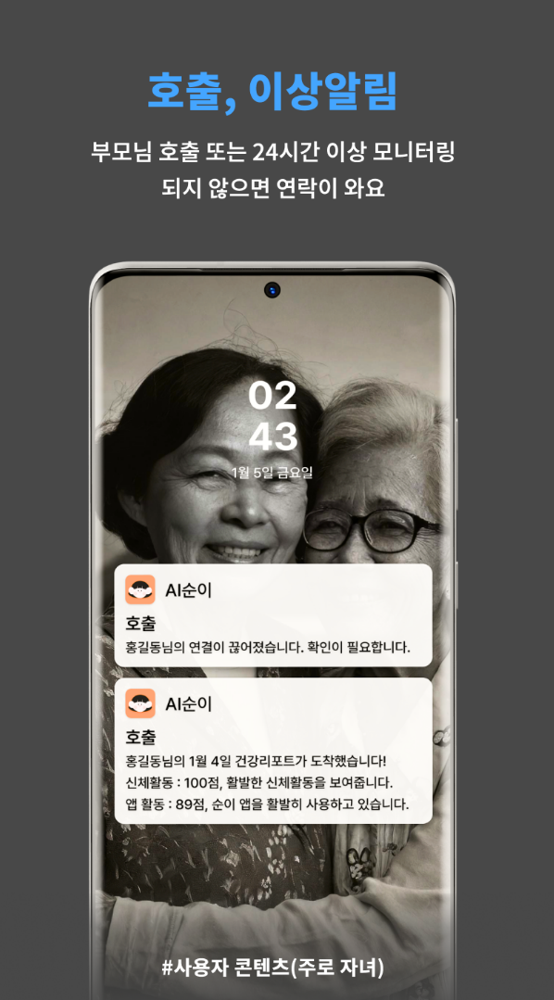 호출, 이상알림
부모님 호출 또는 24시간 이상 모니터링
되지 않으면 연락이 와요
02
43
1월 5일 금요일
AI순이
호출
홍길동님의 연결이 끊어졌습니다. 확인이 필요합니다.
AI순이
호출
홍길동님의 1월 4일 건강리포트가 도착했습니다!
신체활동 : 100점, 활발한 신체활동을 보여줍니다.
앱 활동 : 89점, 순이 앱을 활발히 사용하고 있습니다.
#사용자 콘텐츠(주로 자녀)